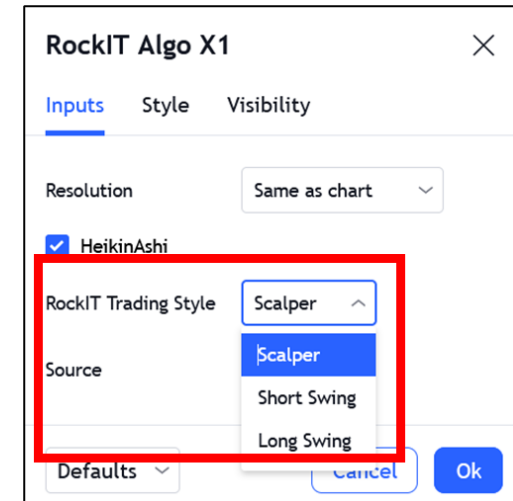 RockIT Algo X1
Inputs Style Visibility
Resolution Same as chart
HeikinAshi
RockIT Trading Style Scalper
Scalper
Source
Short Swing
Long Swing
Defaults Cancel Ok